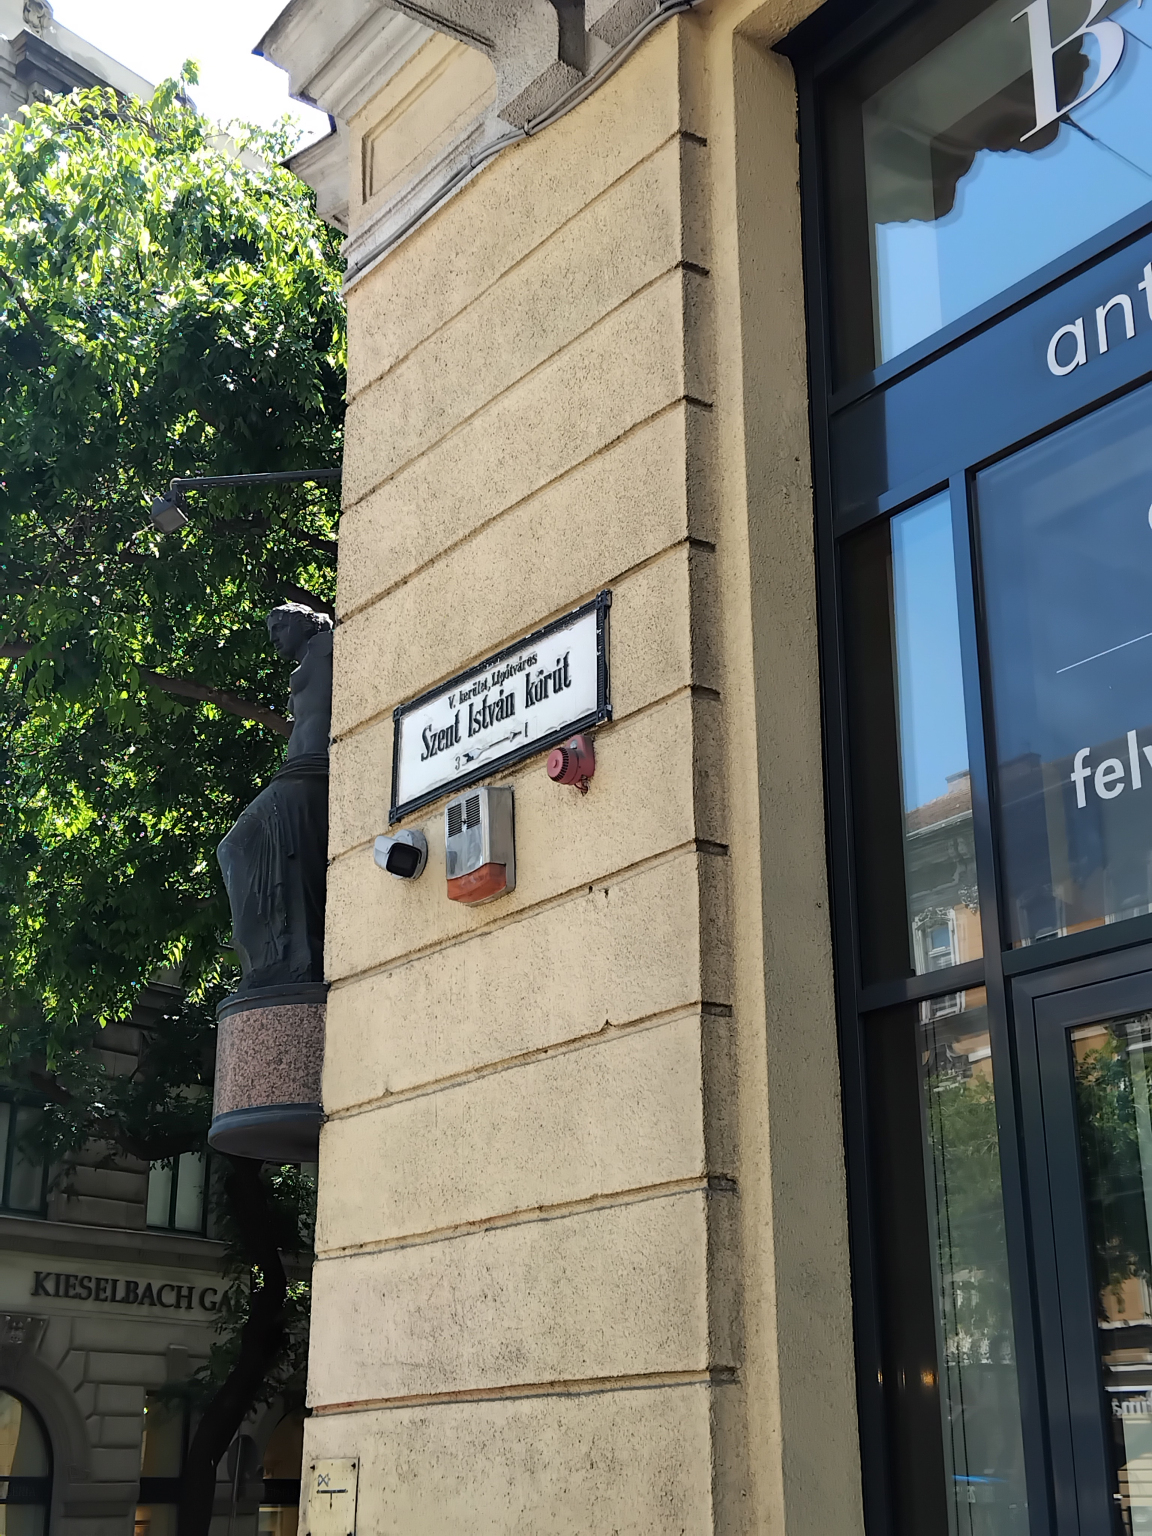 V. kerület, Lipótváros
Szent István körút
3 1
B
ant
felv
KIESELBACH GA